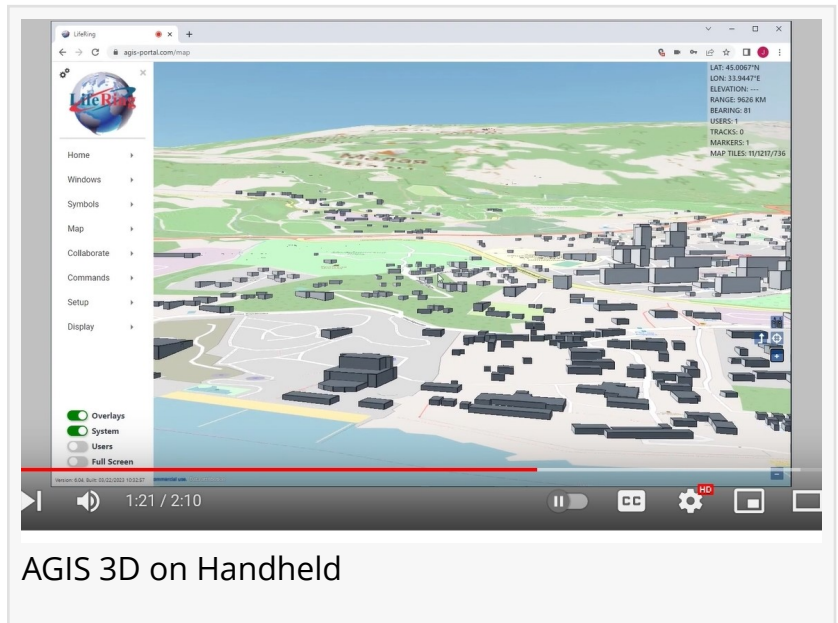 LifeRing
agis-portal.com/map
LifeRing
Home
Windows
Symbols
Map
Collaborate
Commands
Setup
Display
Overlays
System
Users
Full Screen
LAT: 45.0067°N
LON: 33.9447°E
ELEVATION: ---
RANGE: 9626 KM
BEARING: 81
USERS: 1
TRACKS: 0
MARKERS: 1
MAP TILES: 11/1217/736
Малая
1:21 / 2:10
CC
HD
AGIS 3D on Handheld